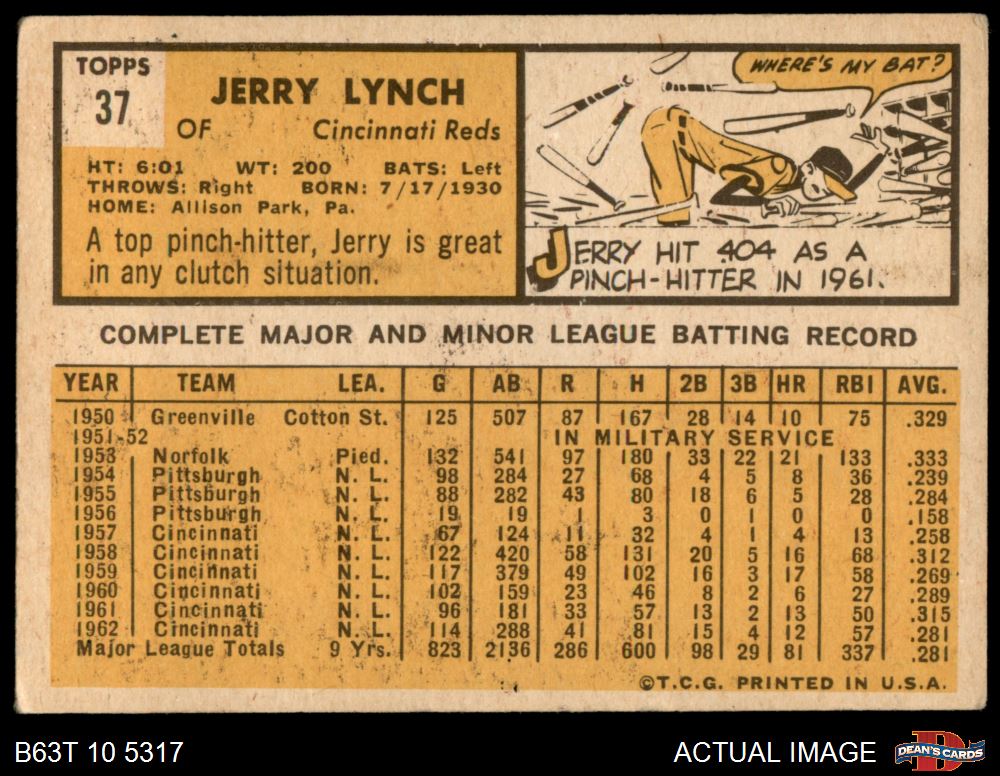 TOPPS
37
JERRY LYNCH
OF Cincinnati Reds
HT: 6:01 WT: 200 BATS: Left
THROWS: Right BORN: 7/17/1930
HOME: Allison Park, Pa.
A top pinch-hitter, Jerry is great
in any clutch situation.
WHERE'S MY BAT?
JERRY HIT .404 AS A
PINCH-HITTER IN 1961.
COMPLETE MAJOR AND MINOR LEAGUE BATTING RECORD
YEAR TEAM LEA. G AB R H 2B 3B HR RBI AVG.
1950 Greenville Cotton St. 125 507 87 167 28 14 10 75 .329
1951-52 IN MILITARY SERVICE
1953 Norfolk Pied. 132 541 97 180 33 22 21 133 .333
1954 Pittsburgh N. L. 98 284 27 68 4 5 8 36 .239
1955 Pittsburgh N. L. 88 282 43 80 18 6 5 28 .284
1956 Pittsburgh N. L. 19 19 1 3 0 1 0 0 .158
1957 Cincinnati N. L. 67 124 11 32 4 1 4 13 .258
1958 Cincinnati N. L. 122 420 58 131 20 5 16 68 .312
1959 Cincinnati N. L. 117 379 49 102 16 3 17 58 .269
1960 Cincinnati N. L. 102 159 23 46 8 2 6 27 .289
1961 Cincinnati N. L. 96 181 33 57 13 2 13 50 .315
1962 Cincinnati N. L. 114 288 41 81 15 4 12 57 .281
Major League Totals 9 Yrs. 823 2136 286 600 98 29 81 337 .281
©T.C.G. PRINTED IN U.S.A.
B63T 10 5317 ACTUAL IMAGE DEAN'S CARDS